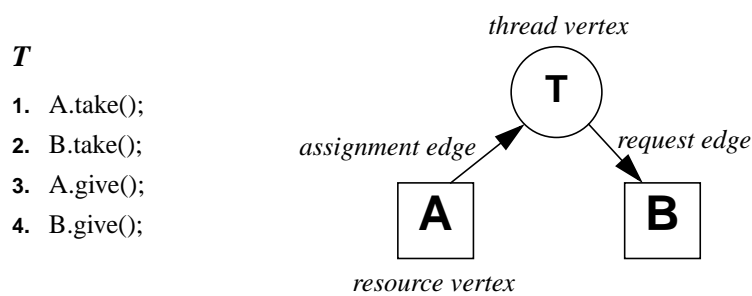 T
1. A.take();
2. B.take();
3. A.give();
4. B.give();
thread vertex
T
assignment edge
request edge
A
B
resource vertex